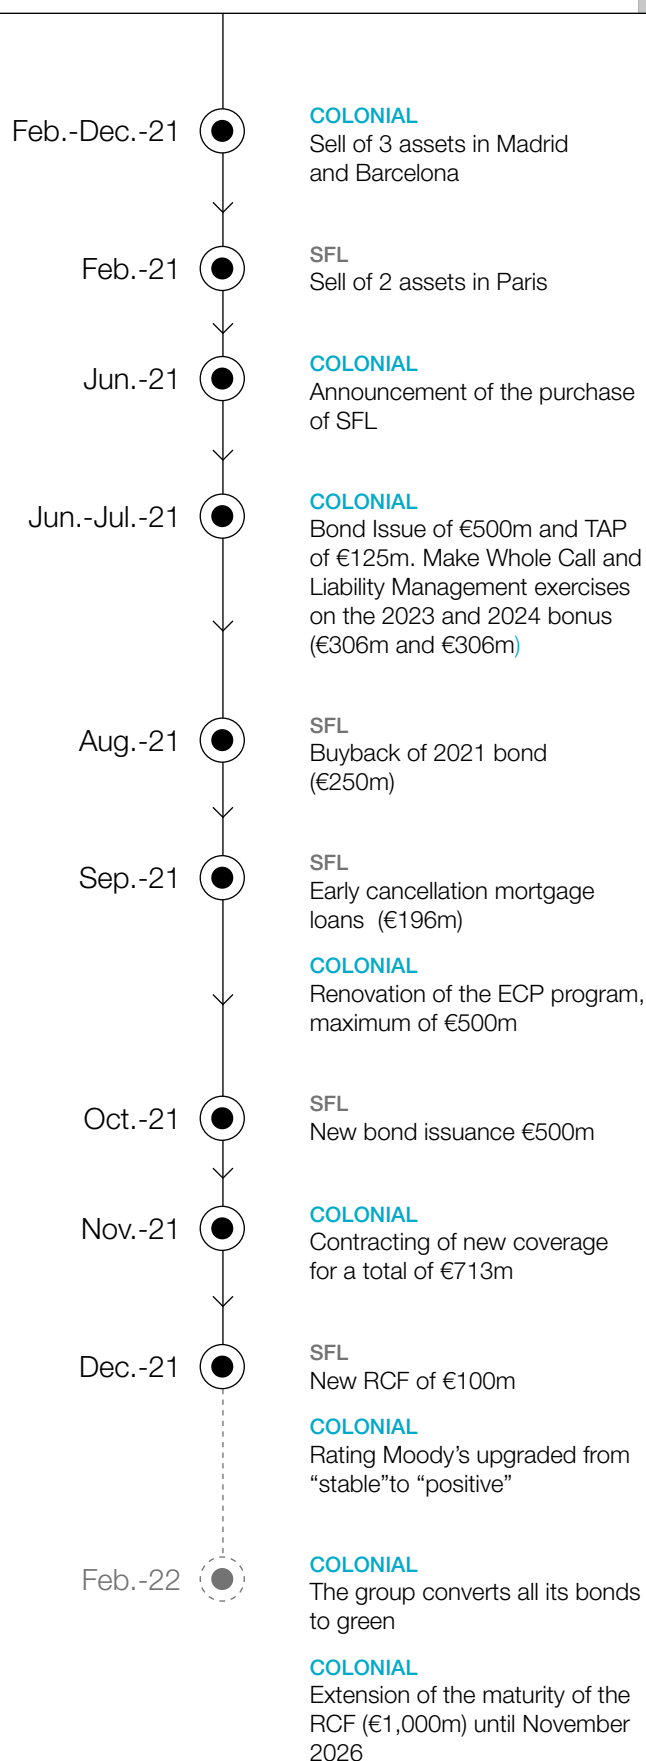 Feb.-Dec.-21
COLONIAL
Sell of 3 assets in Madrid
and Barcelona
Feb.-21
SFL
Sell of 2 assets in Paris
Jun.-21
COLONIAL
Announcement of the purchase
of SFL
Jun.-Jul.-21
COLONIAL
Bond Issue of €500m and TAP
of €125m. Make Whole Call and
Liability Management exercises
on the 2023 and 2024 bonus
(€306m and €306m)
Aug.-21
SFL
Buyback of 2021 bond
(€250m)
Sep.-21
SFL
Early cancellation mortgage
loans  (€196m)
COLONIAL
Renovation of the ECP program,
maximum of €500m
Oct.-21
SFL
New bond issuance €500m
Nov.-21
COLONIAL
Contracting of new coverage
for a total of €713m
Dec.-21
SFL
New RCF of €100m
COLONIAL
Rating Moody’s upgraded from
“stable”to “positive”
Feb.-22
COLONIAL
The group converts all its bonds
to green
COLONIAL
Extension of the maturity of the
RCF (€1,000m) until November
2026